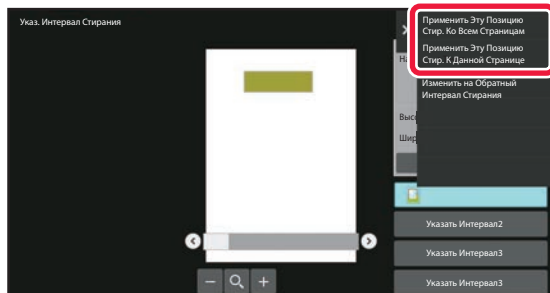 Указ. Интервал Стирания
Применить Эту Позицию
Стир. Ко Всем Страницам
Применить Эту Позицию
Стир. К Данной Странице
Изменить на Обратный
Интервал Стирания
Указать Интервал2
Указать Интервал3
Указать Интервал3